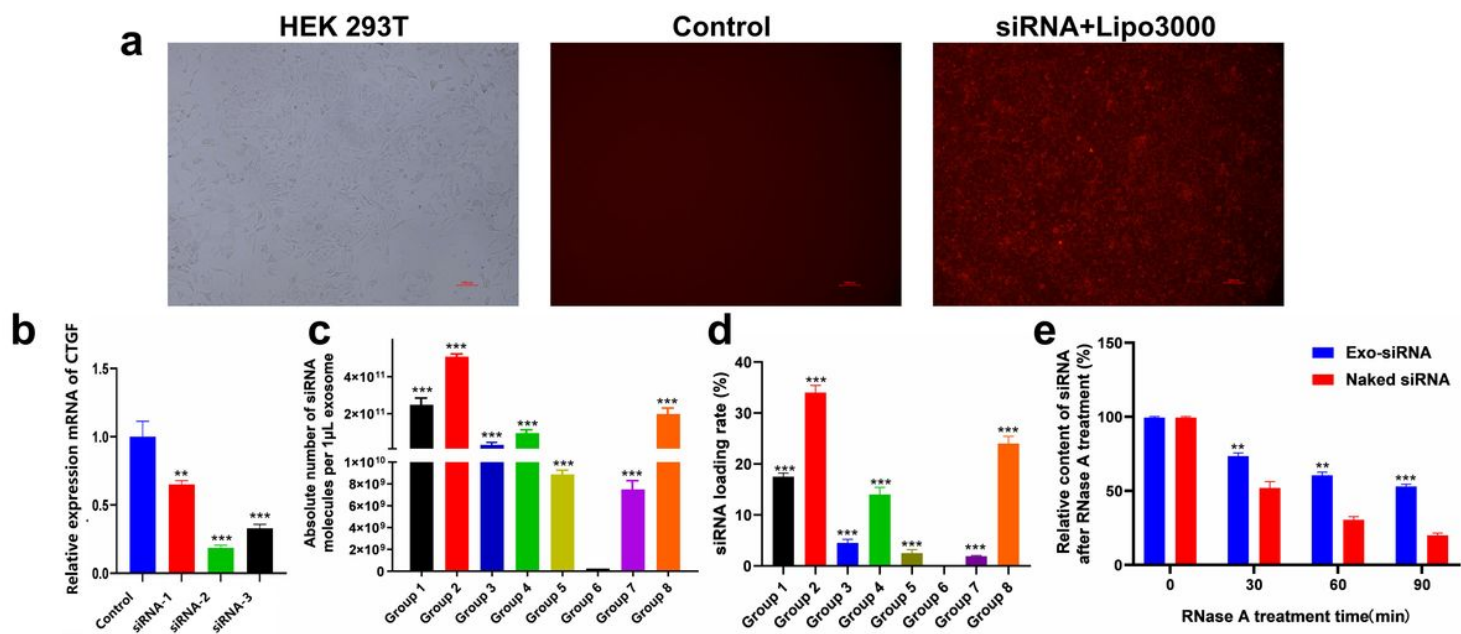 a
HEK 293T
Control
siRNA+Lipo3000
b
Relative expression mRNA of CTGF
1.5
1.0
0.5
0.0
**
***
***
Control
siRNA-1
siRNA-2
siRNA-3
c
Absolute number of siRNA
molecules per 1μL exosome
4×10¹¹
2×10¹¹
1×10¹⁰
8×10⁹
6×10⁹
4×10⁹
2×10⁹
0
***
***
***
***
***
***
***
Group 1
Group 2
Group 3
Group 4
Group 5
Group 6
Group 7
Group 8
d
siRNA loading rate (%)
40
30
20
10
0
***
***
***
***
***
***
***
Group 1
Group 2
Group 3
Group 4
Group 5
Group 6
Group 7
Group 8
e
Relative content of siRNA
after RNase A treatment (%)
150
100
50
0
Exo-siRNA
Naked siRNA
**
**
***
0
30
60
90
RNase A treatment time(min)